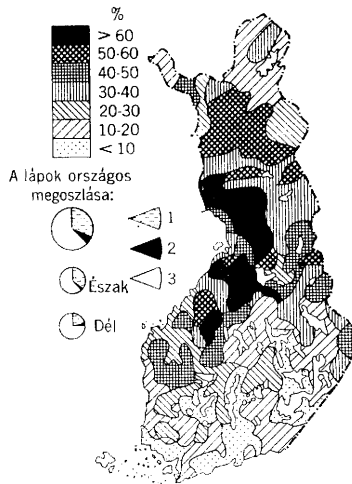 %
> 60
50-60
40-50
30-40
20-30
10-20
< 10
A lápok országos
megoszlása:
1
2
Észak
3
Dél